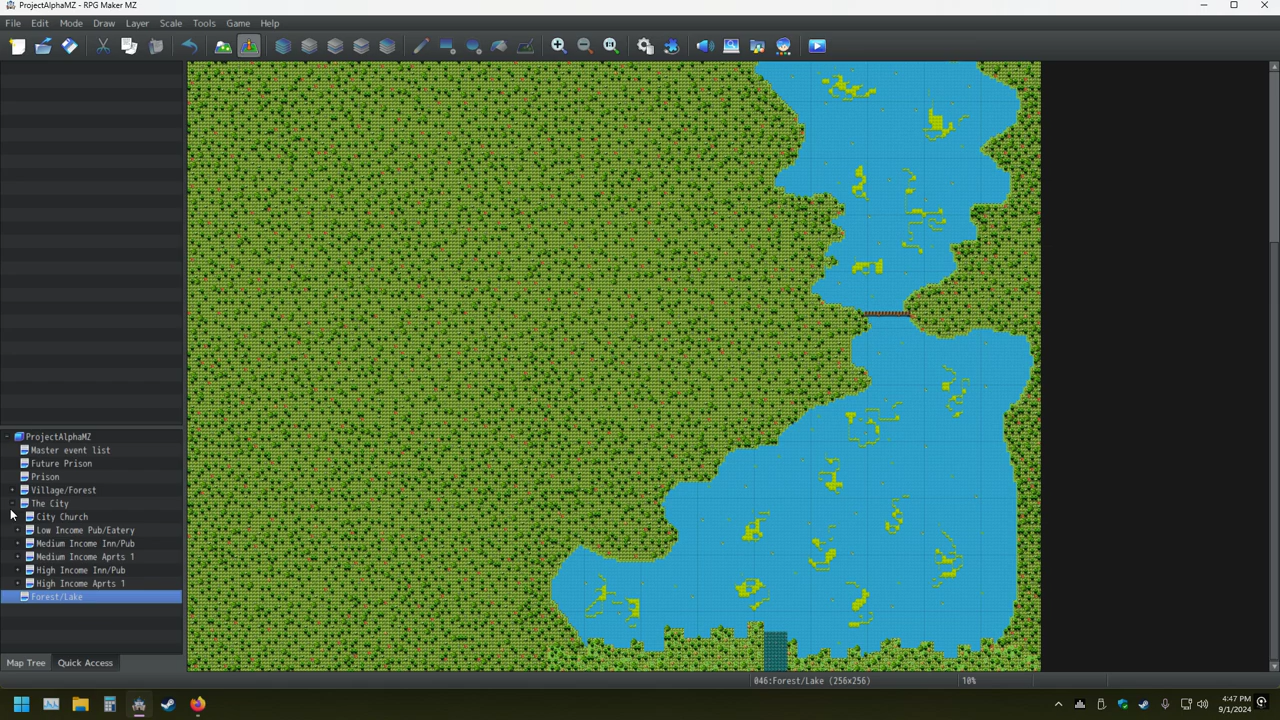 ProjectAlphaMZ - RPG Maker MZ
File Edit Mode Draw Layer Scale Tools Game Help
ProjectAlphaMZ
Master event list
Future Prison
Prison
Village/Forest
The City
City Church
Low Income Pub/Eatery
Medium Income Inn/Pub
Medium Income Aprts 1
High Income Inn/Pub
High Income Aprts 1
Forest/Lake
Map Tree Quick Access
046:Forest/Lake (256x256) 10%
4:47 PM
9/1/2024